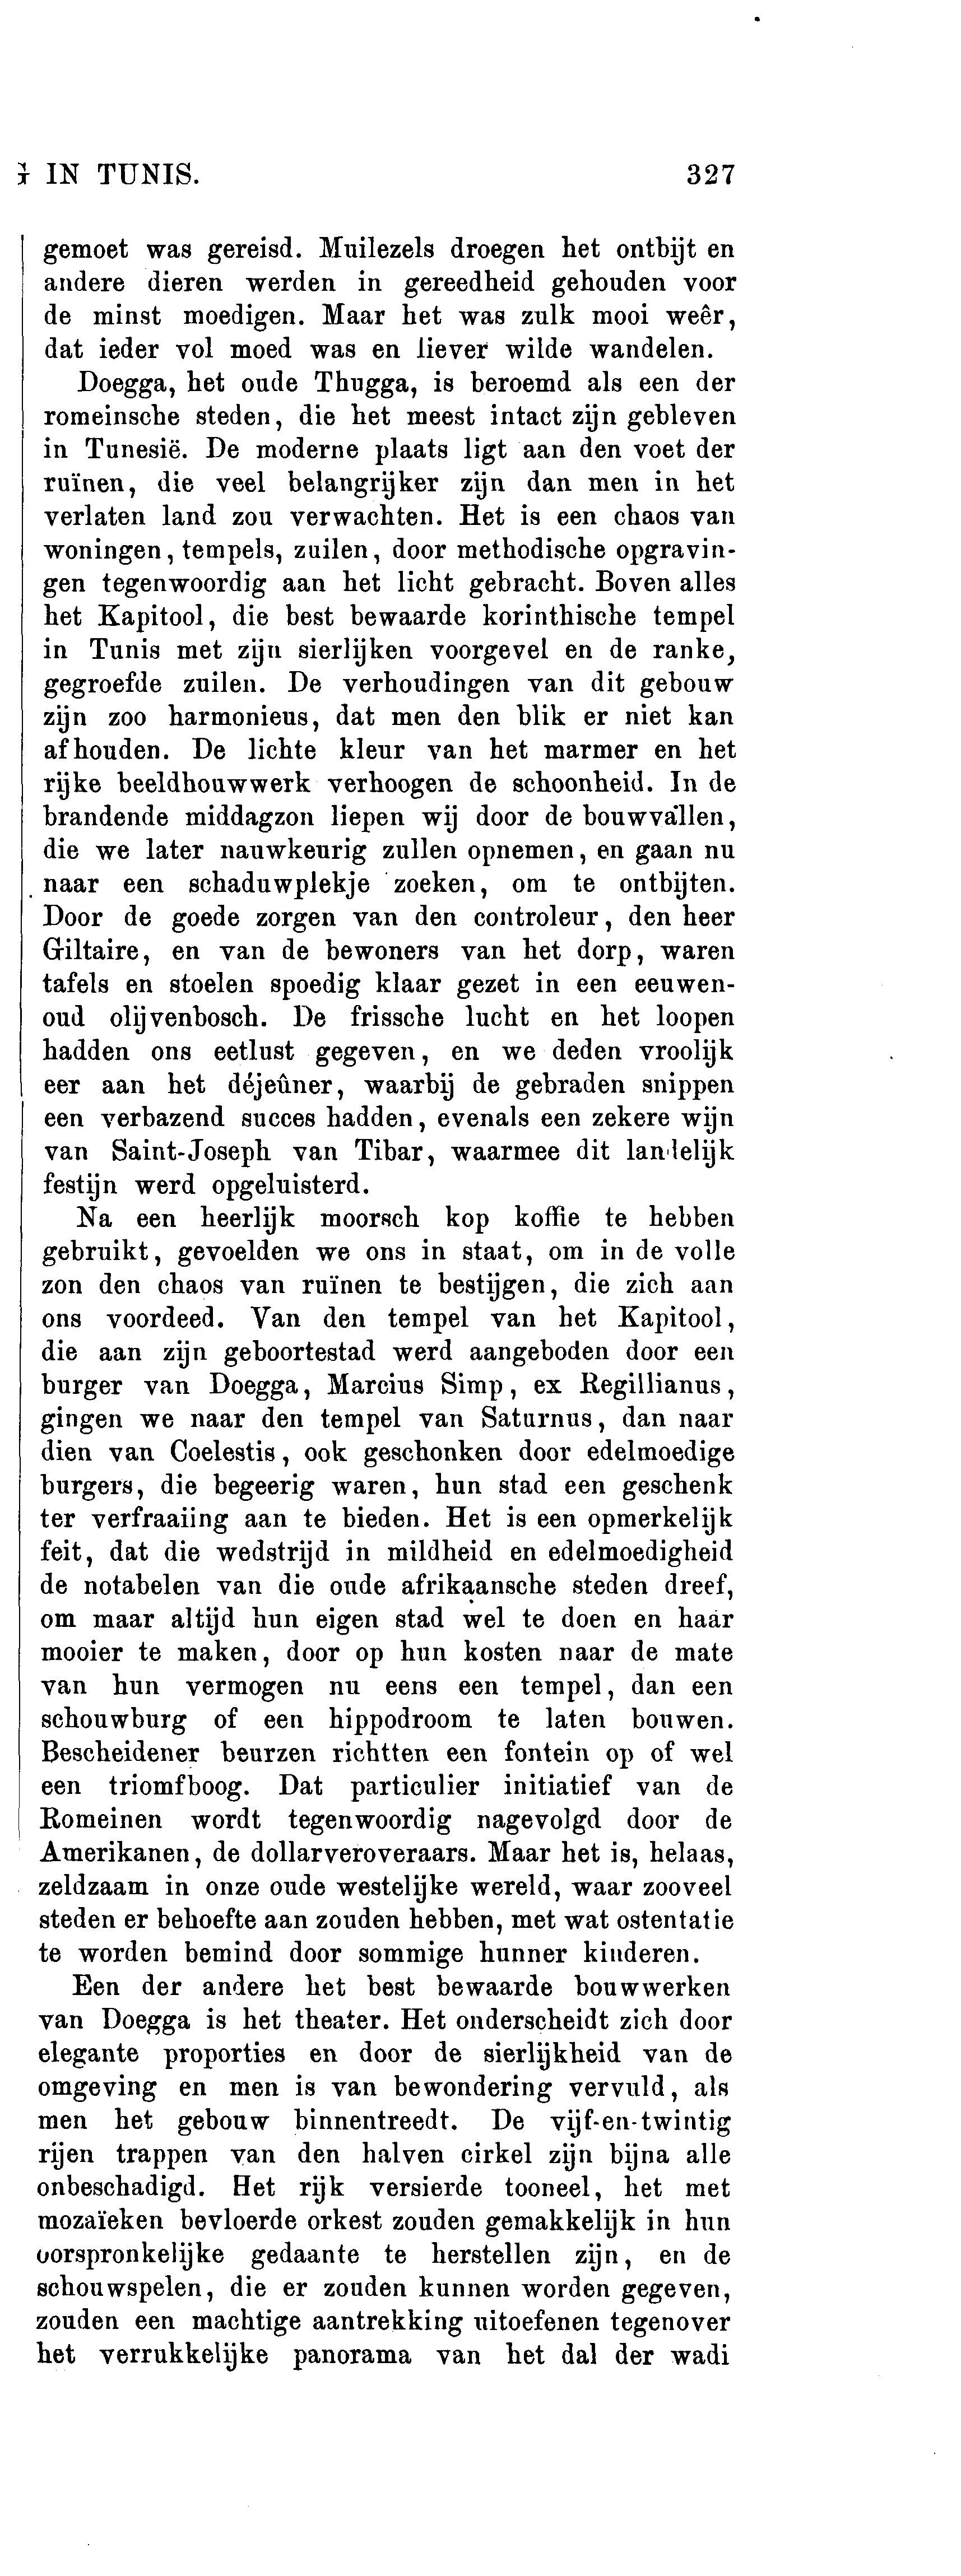 IN TUNIS. 327
gemoet was gereisd. Muilezels droegen het ontbijt en
andere dieren werden in gereedheid gehouden voor
de minst moedigen. Maar het was zulk mooi weêr,
dat ieder vol moed was en liever wilde wandelen.
Doegga, het oude Thugga, is beroemd als een der
romeinsche steden, die het meest intact zijn gebleven
in Tunesië. De moderne plaats ligt aan den voet der
ruïnen, die veel belangrijker zijn dan men in het
verlaten land zou verwachten. Het is een chaos van
woningen, tempels, zuilen, door methodische opgravin-
gen tegenwoordig aan het licht gebracht. Boven alles
het Kapitool, die best bewaarde korinthische tempel
in Tunis met zijn sierlijken voorgevel en de ranke,
gegroefde zuilen. De verhoudingen van dit gebouw
zijn zoo harmonieus, dat men den blik er niet kan
afhouden. De lichte kleur van het marmer en het
rijke beeldhouwwerk verhoogen de schoonheid. In de
brandende middagzon liepen wij door de bouwvallen,
die we later nauwkeurig zullen opnemen, en gaan nu
naar een schaduwplekje zoeken, om te ontbijten.
Door de goede zorgen van den controleur, den heer
Giltaire, en van de bewoners van het dorp, waren
tafels en stoelen spoedig klaar gezet in een eeuwen-
oud olijvenbosch. De frissche lucht en het loopen
hadden ons eetlust gegeven, en we deden vroolijk
eer aan het déjeûner, waarbij de gebraden snippen
een verbazend succes hadden, evenals een zekere wijn
van Saint-Joseph van Tibar, waarmee dit landelijk
festijn werd opgeluisterd.
Na een heerlijk moorsch kop koffie te hebben
gebruikt, gevoelden we ons in staat, om in de volle
zon den chaos van ruïnen te bestijgen, die zich aan
ons voordeed. Van den tempel van het Kapitool,
die aan zijn geboortestad werd aangeboden door een
burger van Doegga, Marcius Simp, ex Regillianus,
gingen we naar den tempel van Saturnus, dan naar
dien van Coelestis, ook geschonken door edelmoedige
burgers, die begeerig waren, hun stad een geschenk
ter verfraaiing aan te bieden. Het is een opmerkelijk
feit, dat die wedstrijd in mildheid en edelmoedigheid
de notabelen van die oude afrikaansche steden dreef,
om maar altijd hun eigen stad wel te doen en haar
mooier te maken, door op hun kosten naar de mate
van hun vermogen nu eens een tempel, dan een
schouwburg of een hippodroom te laten bouwen.
Bescheidener beurzen richtten een fontein op of wel
een triomfboog. Dat particulier initiatief van de
Romeinen wordt tegenwoordig nagevolgd door de
Amerikanen, de dollarveroveraars. Maar het is, helaas,
zeldzaam in onze oude westelijke wereld, waar zooveel
steden er behoefte aan zouden hebben, met wat ostentatie
te worden bemind door sommige hunner kinderen.
Een der andere het best bewaarde bouwwerken
van Doegga is het theater. Het onderscheidt zich door
elegante proporties en door de sierlijkheid van de
omgeving en men is van bewondering vervuld, als
men het gebouw binnentreedt. De vijf-en-twintig
rijen trappen van den halven cirkel zijn bijna alle
onbeschadigd. Het rijk versierde tooneel, het met
mozaïeken bevloerde orkest zouden gemakkelijk in hun
oorspronkelijke gedaante te herstellen zijn, en de
schouwspelen, die er zouden kunnen worden gegeven,
zouden een machtige aantrekking uitoefenen tegenover
het verrukkelijke panorama van het dal der wadi